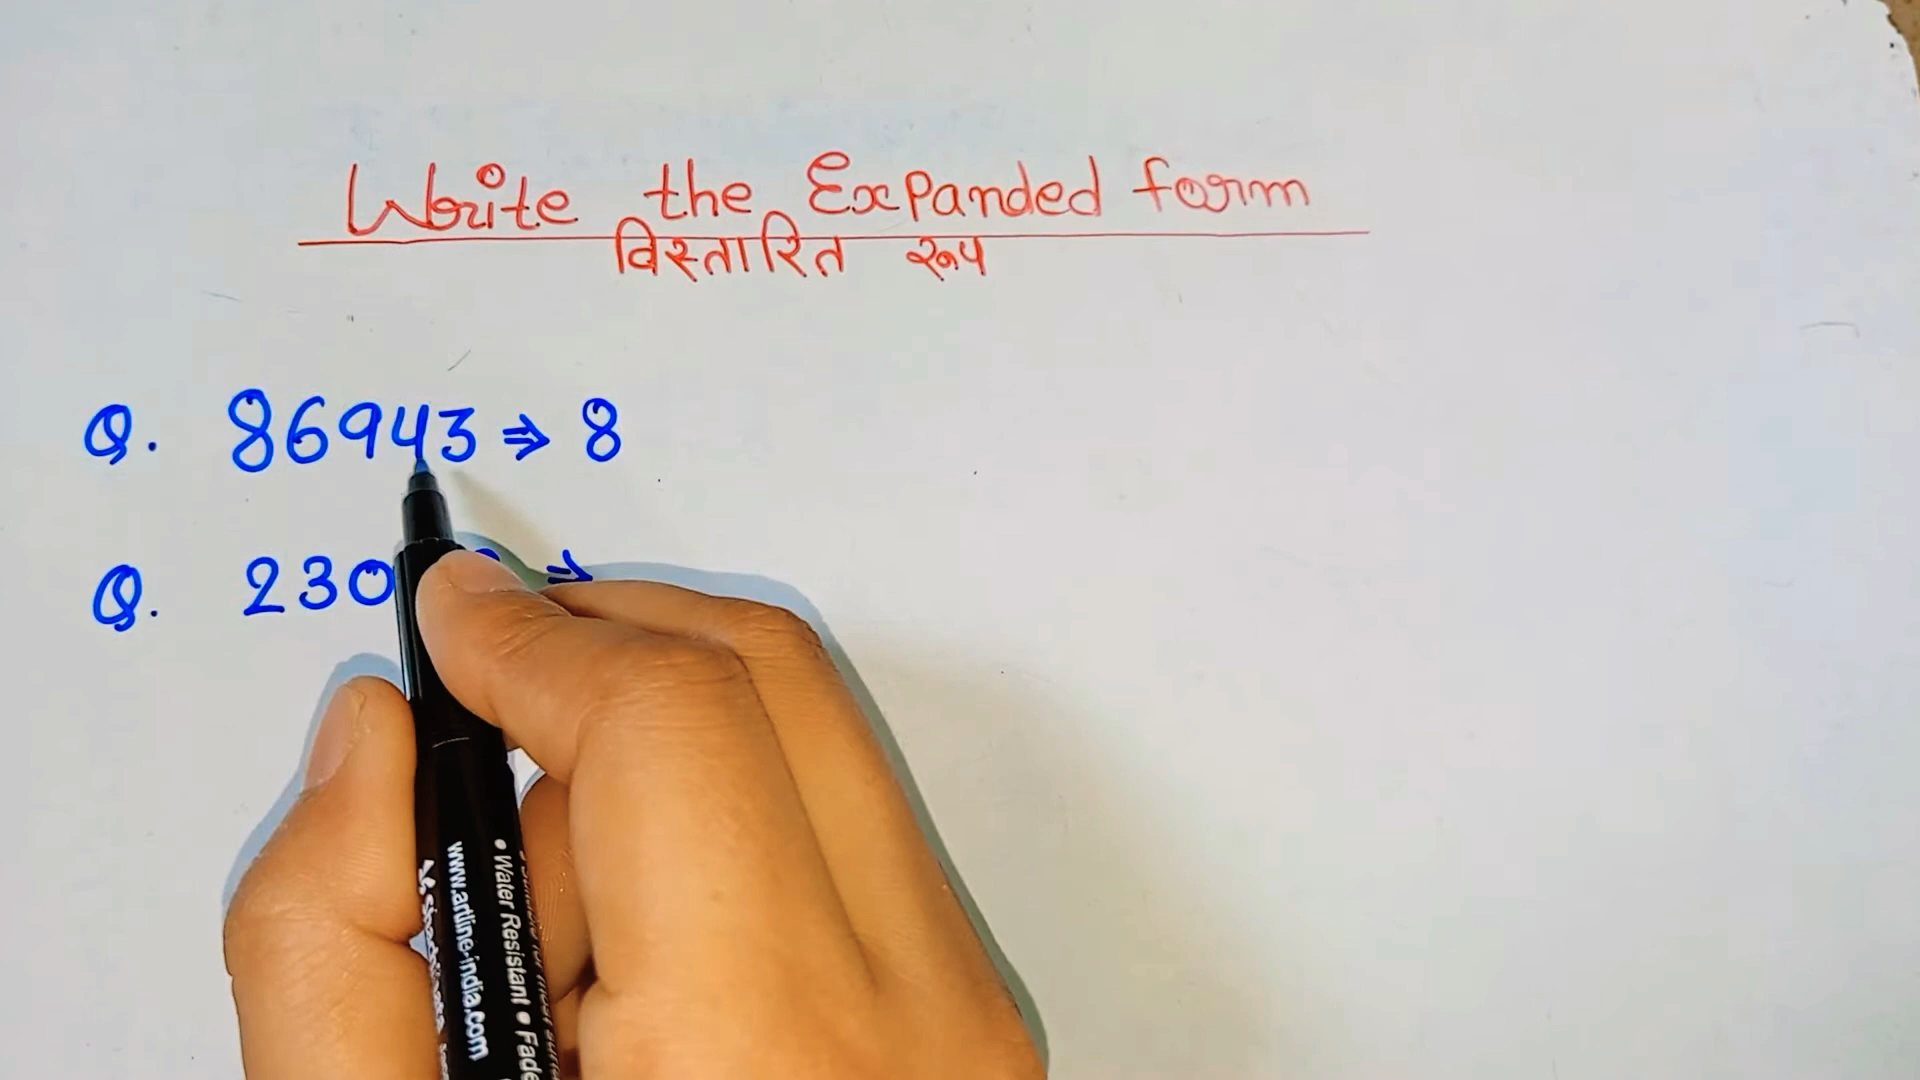 Write the Expanded form
विस्तारित रूप
Q. 86943 ⇒ 8
Q. 230 ⇒
• Water Resistant • Fade
www.artline-india.com